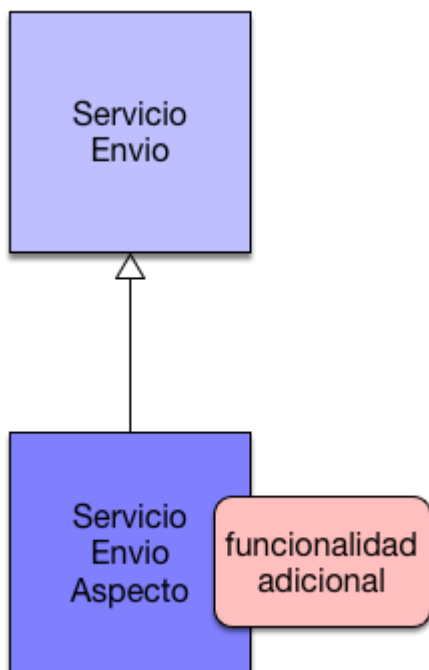 Servicio
Envio
Servicio
Envio
Aspecto
funcionalidad
adicional